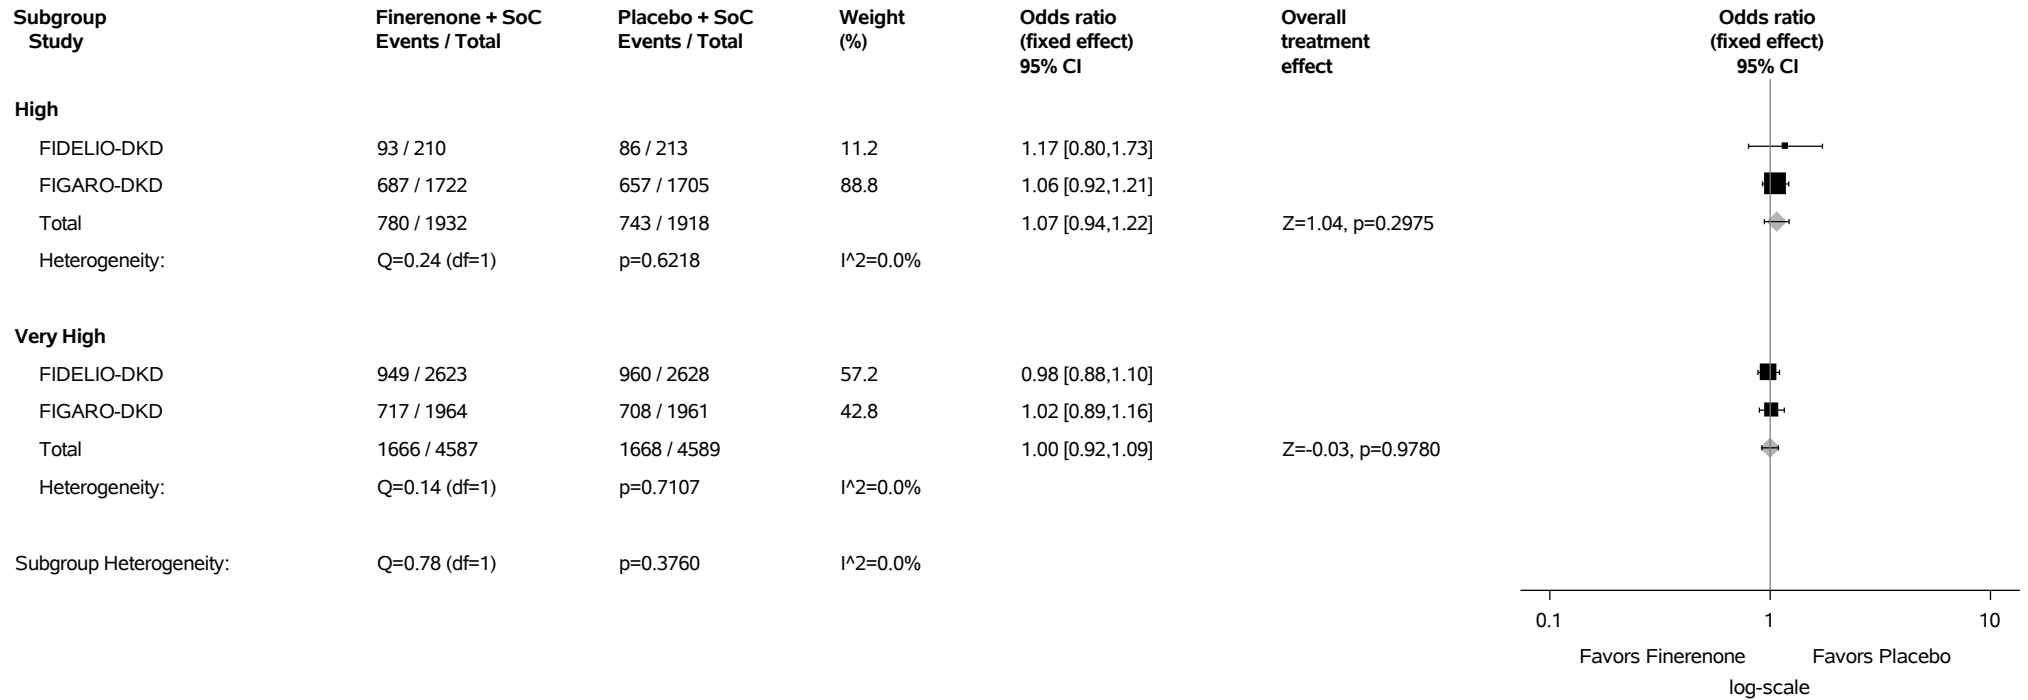 Subgroup Finerenone + SoC Placebo + SoC Weight Odds ratio Overall Odds ratio
Study Events / Total Events / Total (%) (fixed effect) treatment (fixed effect)
95% CI effect 95% CI
High
FIDELIO-DKD 93 / 210 86 / 213 11.2 1.17 [0.80,1.73]
FIGARO-DKD 687 / 1722 657 / 1705 88.8 1.06 [0.92,1.21]
Total 780 / 1932 743 / 1918 1.07 [0.94,1.22] Z=1.04, p=0.2975
Heterogeneity: Q=0.24 (df=1) p=0.6218 I^2=0.0%
Very High
FIDELIO-DKD 949 / 2623 960 / 2628 57.2 0.98 [0.88,1.10]
FIGARO-DKD 717 / 1964 708 / 1961 42.8 1.02 [0.89,1.16]
Total 1666 / 4587 1668 / 4589 1.00 [0.92,1.09] Z=-0.03, p=0.9780
Heterogeneity: Q=0.14 (df=1) p=0.7107 I^2=0.0%
Subgroup Heterogeneity: Q=0.78 (df=1) p=0.3760 I^2=0.0%
0.1 1 10
Favors Finerenone Favors Placebo
log-scale